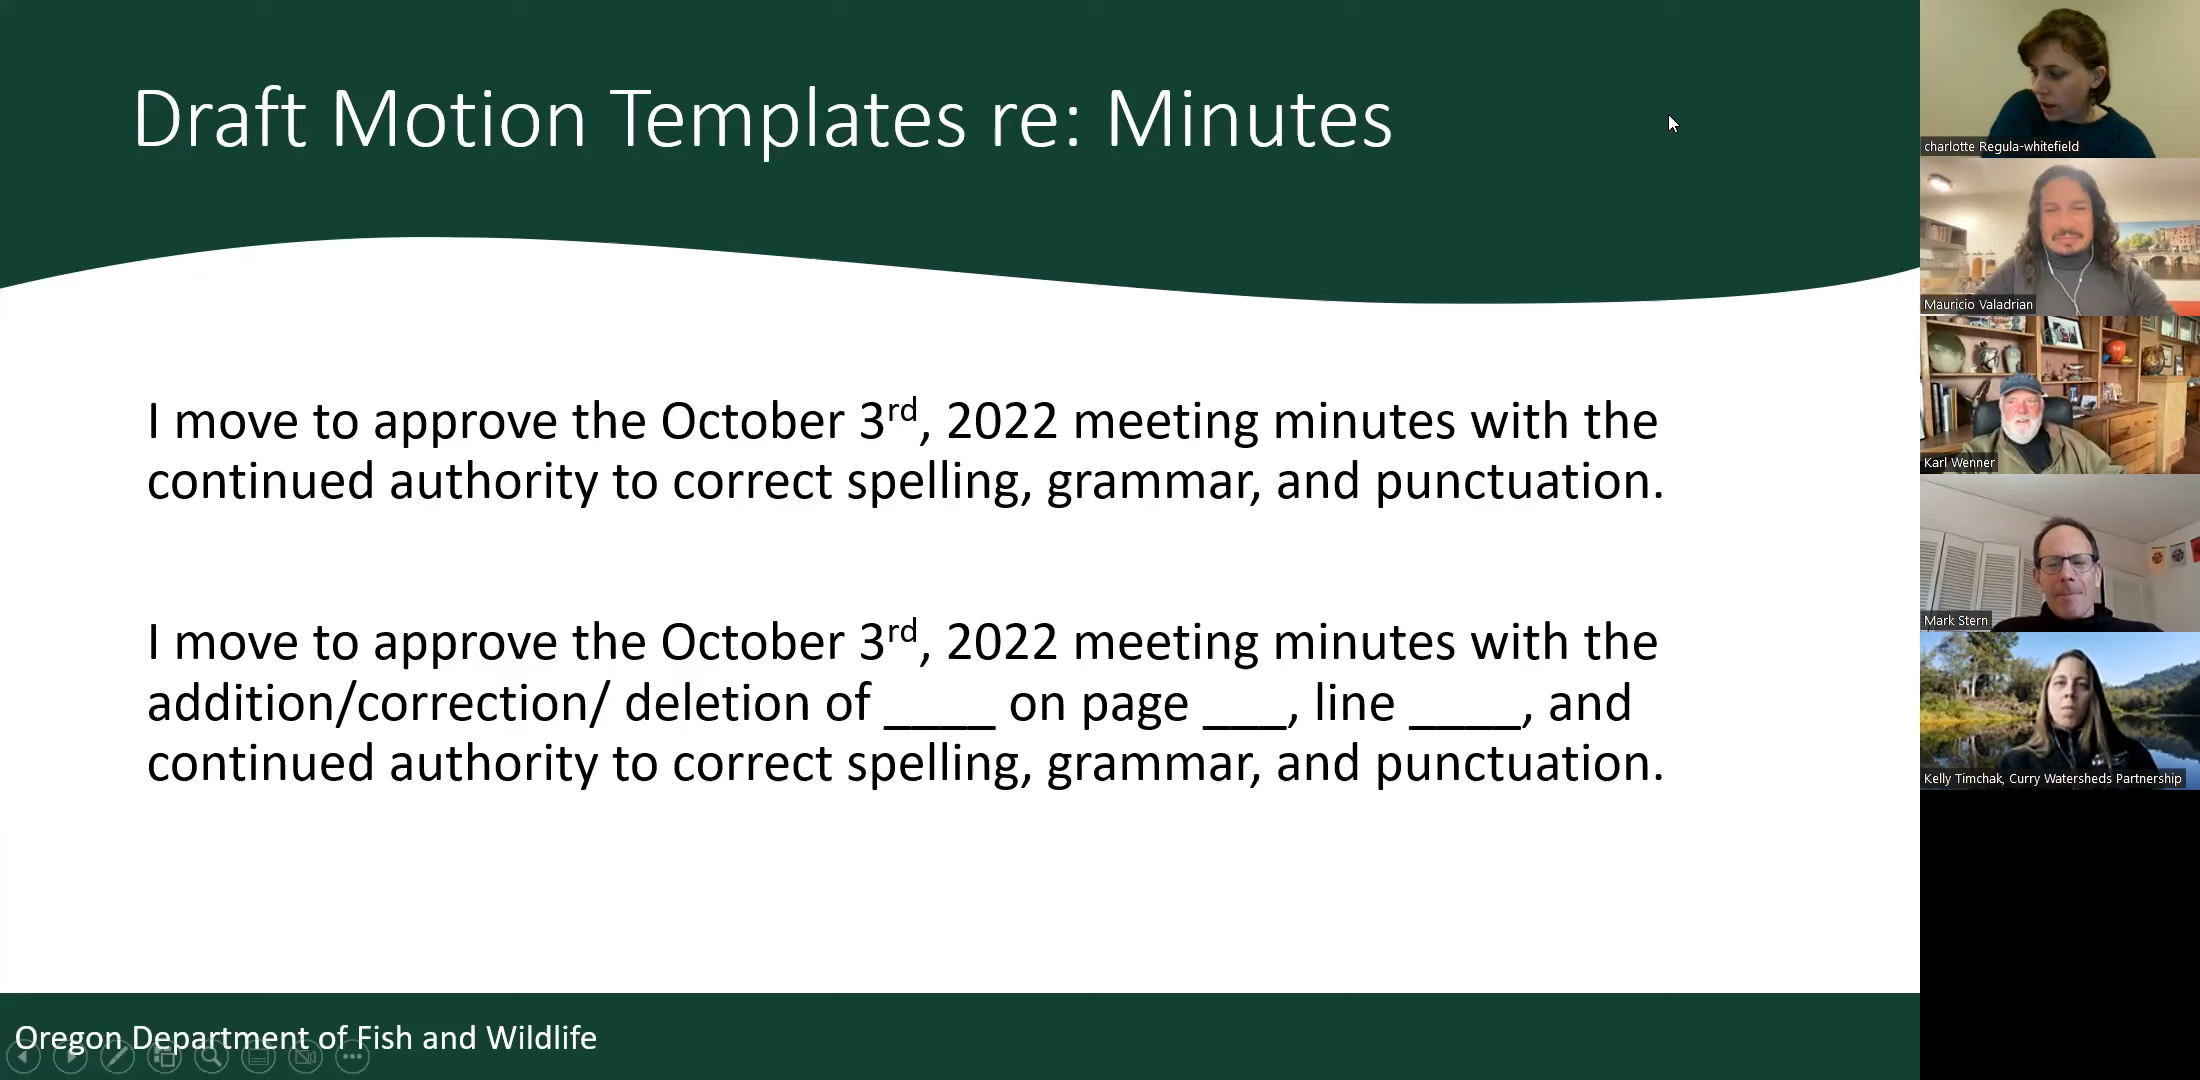 Draft Motion Templates re: Minutes
I move to approve the October 3rd, 2022 meeting minutes with the
continued authority to correct spelling, grammar, and punctuation.
I move to approve the October 3rd, 2022 meeting minutes with the
addition/correction/ deletion of ____ on page ___, line ____, and
continued authority to correct spelling, grammar, and punctuation.
Oregon Department of Fish and Wildlife
charlotte Regula-whitefield
Mauricio Valadrian
Karl Wenner
Mark Stern
Kelly Timchak, Curry Watersheds Partnership